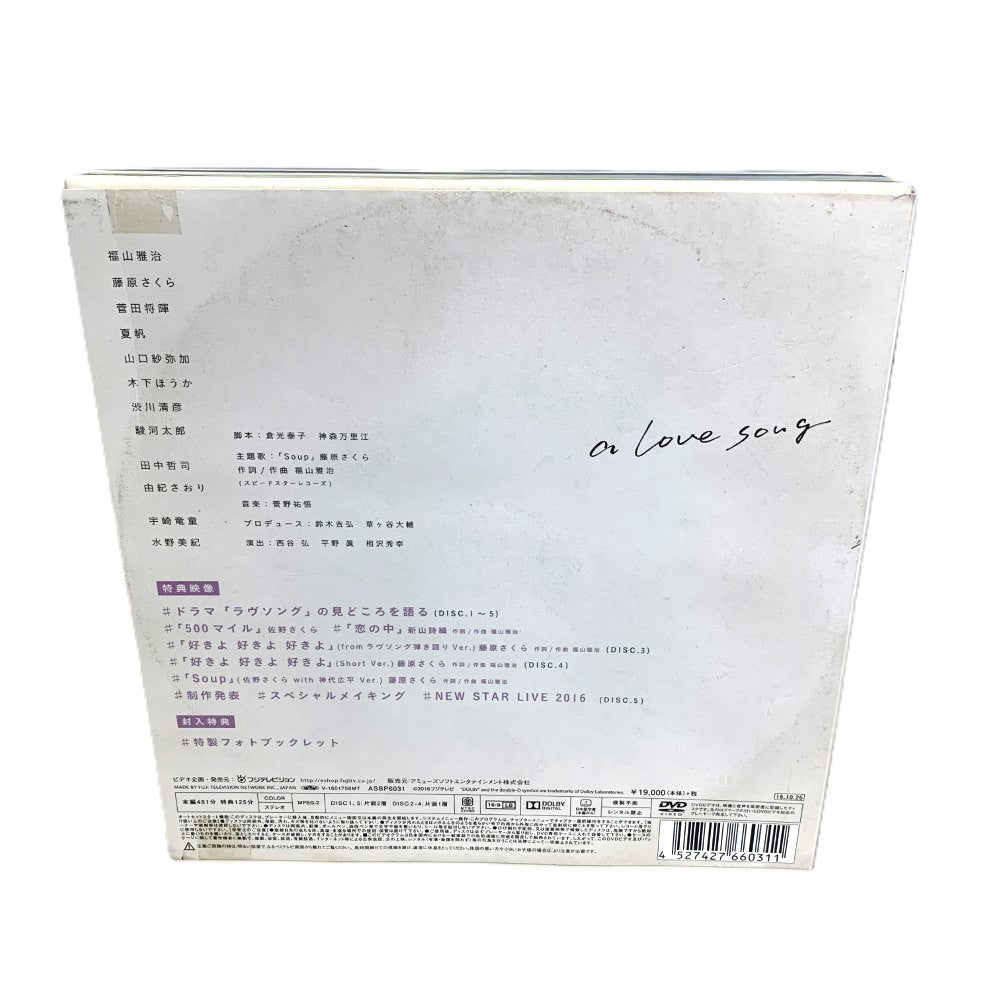 福山雅治
藤原さくら
菅田将暉
夏帆
山口紗弥加
木下ほうか
渋川清彦
駿河太郎
田中哲司
由紀さおり
宇崎竜童
水野美紀
脚本:倉光泰子 神森万里江
主題歌:「Soup」藤原さくら
作詞/作曲 福山雅治
(スピードスターレコーズ)
音楽:菅野祐悟
プロデュース:鈴木吉弘 草ヶ谷大輔
演出:西谷 弘 平野 眞 相沢秀幸
a love song
特典映像
#ドラマ「ラヴソング」の見どころを語る(DISC.1~5)
#「500マイル」佐野さくら #「恋の中」新山詩織 作詞/作曲 福山雅治
#「好きよ 好きよ 好きよ」(from ラヴソング弾き語りVer.) 藤原さくら 作詞/作曲 福山雅治 (DISC.3)
#「好きよ 好きよ 好きよ」(Short Ver.) 藤原さくら 作詞/作曲 福山雅治 (DISC.4)
#「Soup」(佐野さくら with 神代広平 Ver.) 藤原さくら 作詞/作曲 福山雅治
#制作発表 #スペシャルメイキング #NEW STAR LIVE 2016 (DISC.5)
封入特典
#特製フォトブックレット
ビデオ企画・発売元: フジテレビジョン http://eshop.fujitv.co.jp/ 販売元:アミューズソフトエンタテインメント株式会社
MADE BY FUJI TELEVISION NETWORK INC., JAPAN V-1601750MT ASBP6031 ©2016フジテレビ "DOLBY" and the double-D symbol are trademarks of Dolby Laboratories.
¥19,000(本体)+税
16.10.26
本編481分 特典125分 COLOR ステレオ MPEG-2 DISC1、5:片面2層 DISC2-4:片面1層 16:9 LB DOLBY DIGITAL 複製不能 レンタル禁止 DVD VIDEO
4 527427 660311